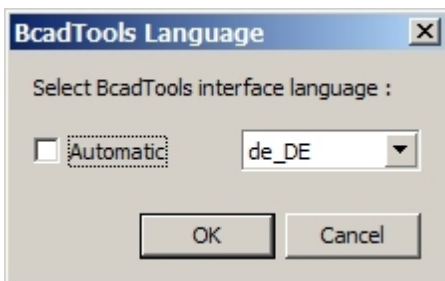 BcadTools Language
Select BcadTools interface language :
Automatic de_DE
OK Cancel